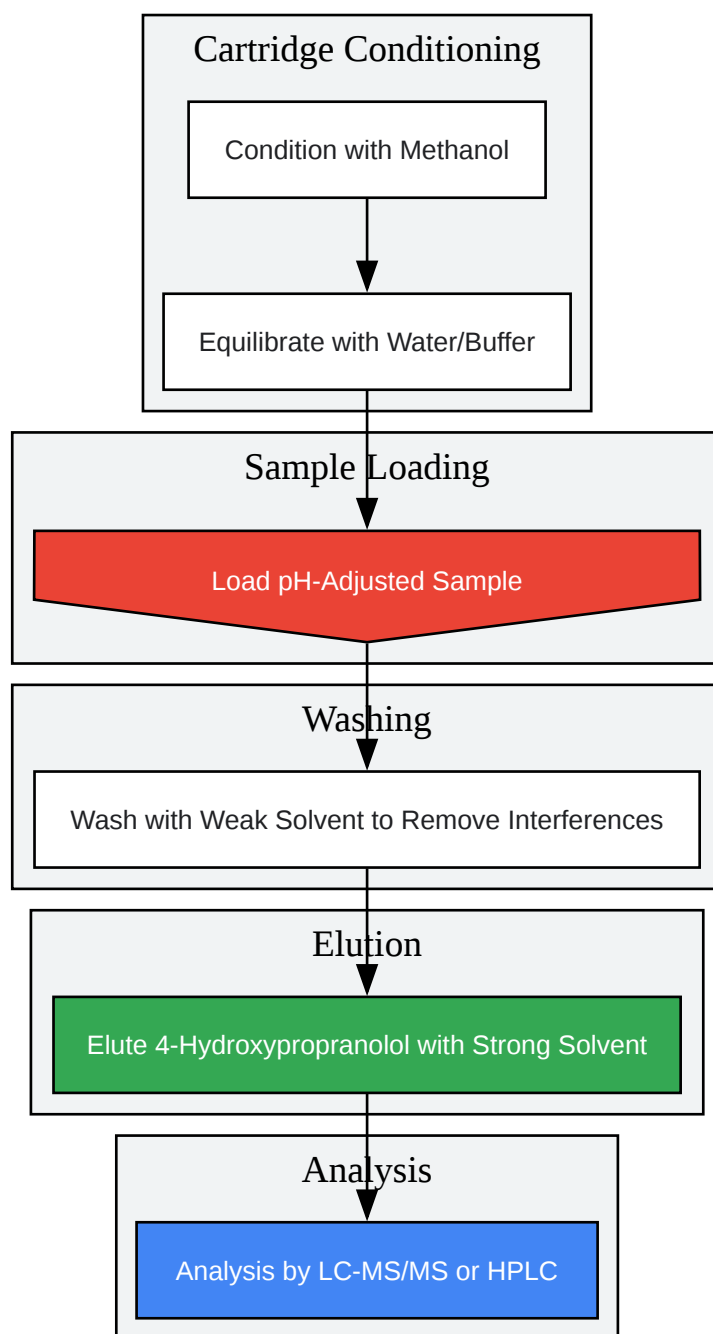 Cartridge Conditioning
Condition with Methanol
Equilibrate with Water/Buffer
Sample Loading
Load pH-Adjusted Sample
Washing
Wash with Weak Solvent to Remove Interferences
Elution
Elute 4-Hydroxypropranolol with Strong Solvent
Analysis
Analysis by LC-MS/MS or HPLC